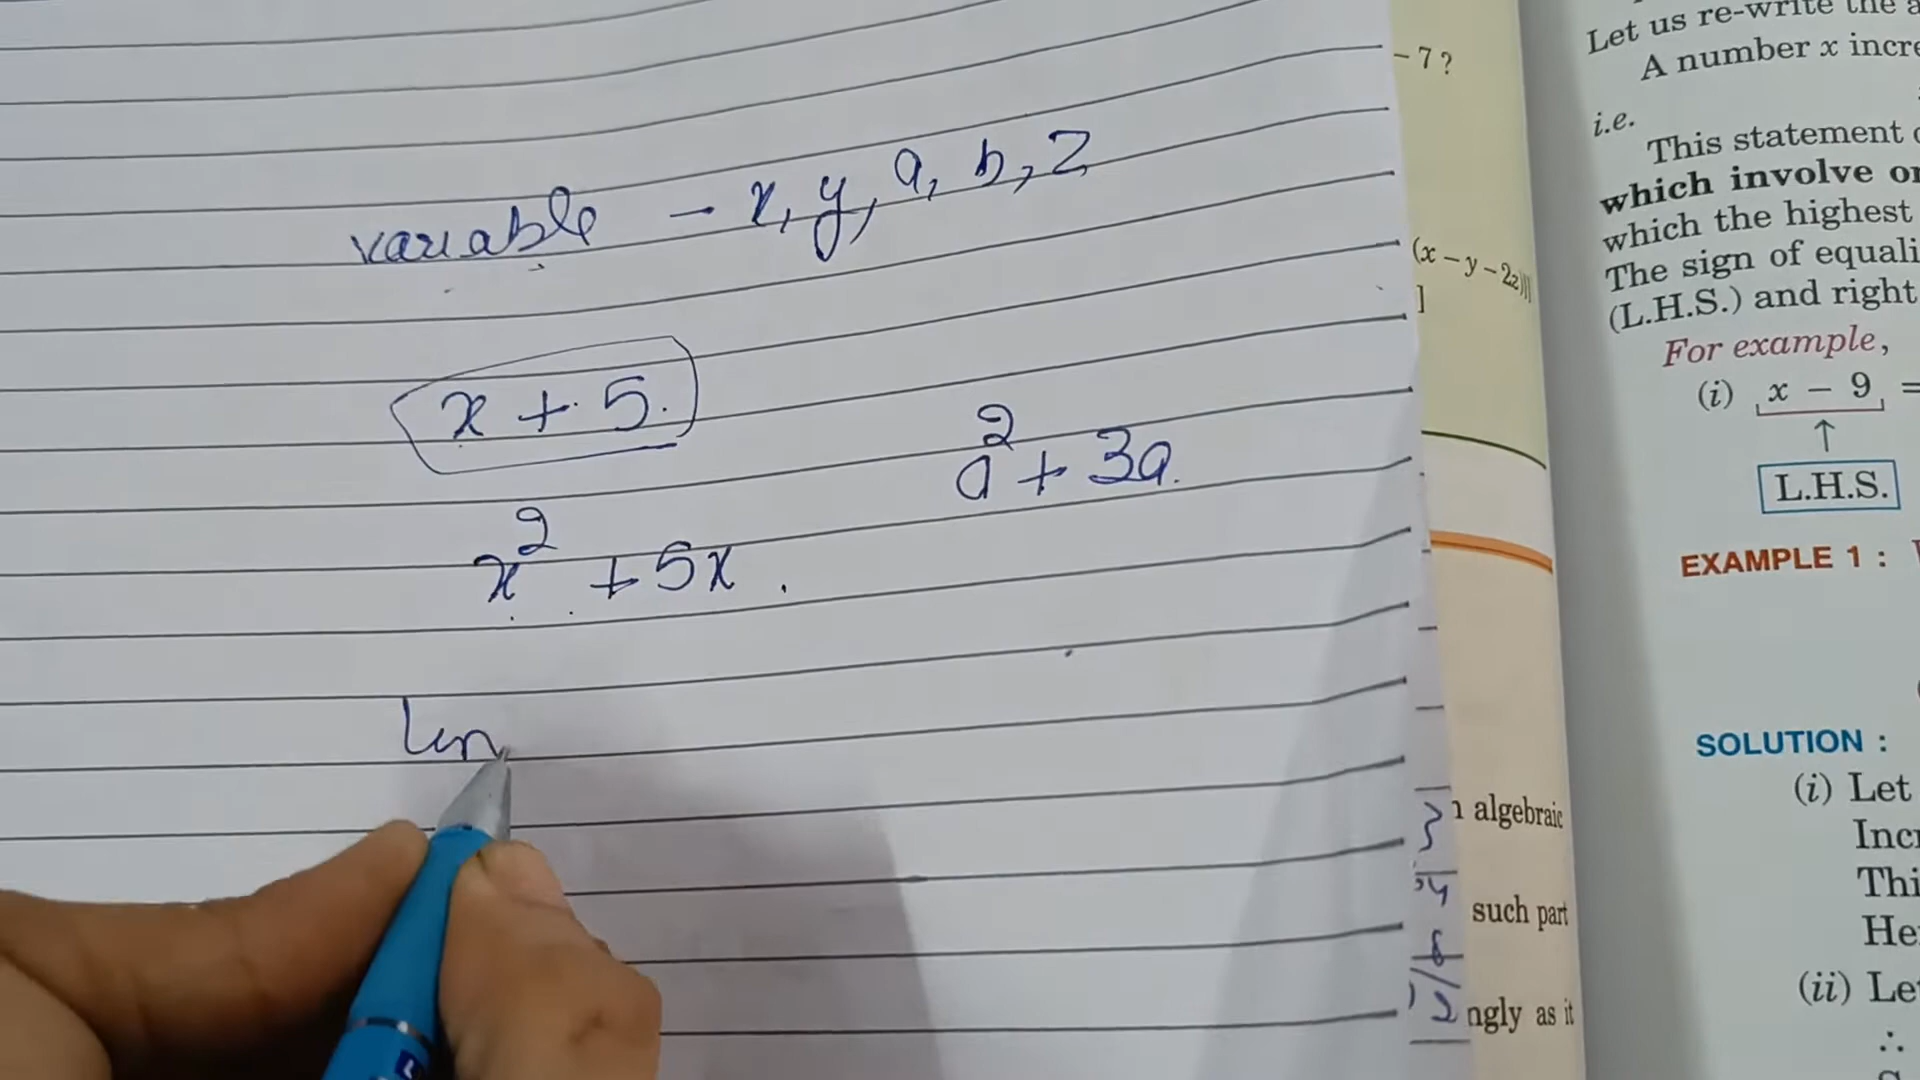 variable – x, y, a, b, z
x + 5.
a² + 3a.
x² + 5x .
Lin
– 7 ?
(x – y – 2z)}]
]
algebraic
such part
ngly as it
Let us re-write the a
A number x incre
i.e.
This statement
which involve
which the highest
The sign of equali
(L.H.S.) and right
For example,
(i) x – 9 =
↑
L.H.S.
EXAMPLE 1 :
SOLUTION :
(i) Let
Incr
Thi
He
(ii) Le
∴